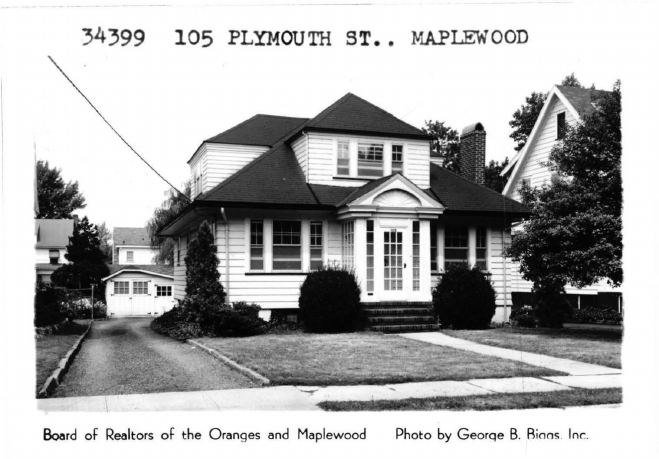 34399 105 PLYMOUTH ST.. MAPLEWOOD
Board of Realtors of the Oranges and Maplewood Photo by George B. Biggs, Inc.